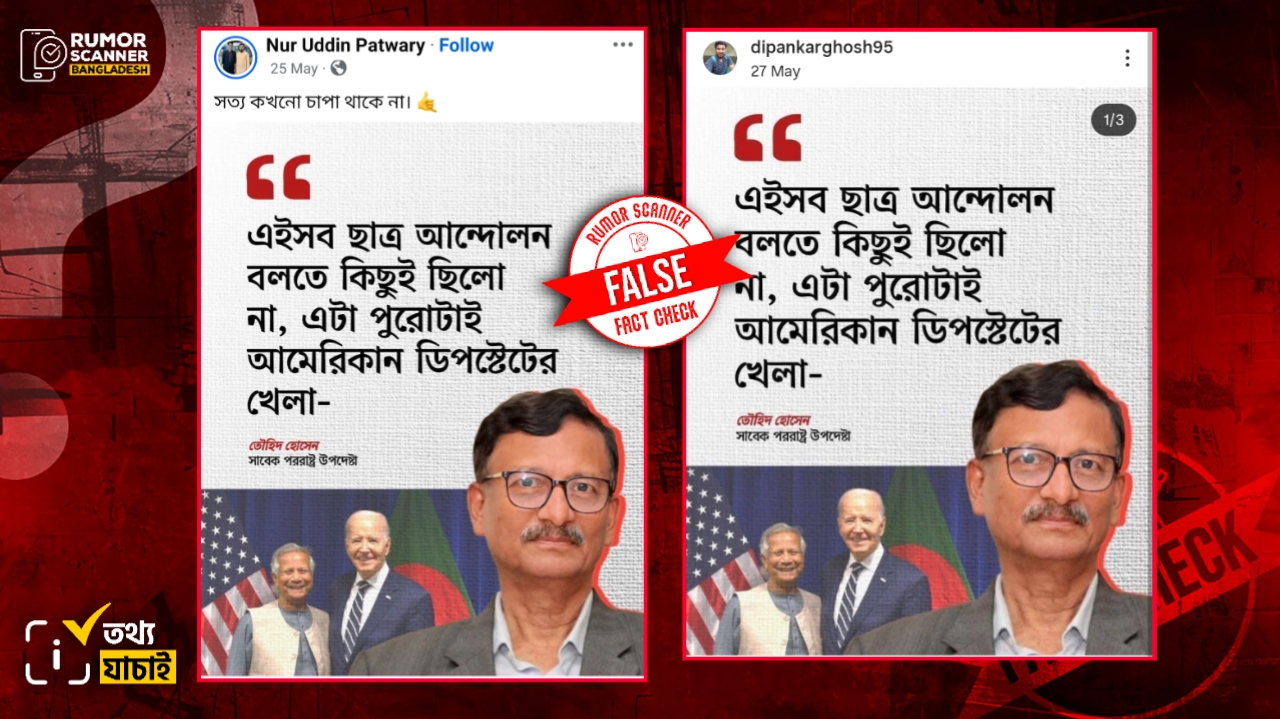 RUMOR
SCANNER
BANGLADESH
Nur Uddin Patwary · Follow
25 May ·
সত্য কখনো চাপা থাকে না। 🤙
“
এইসব ছাত্র আন্দোলন
বলতে কিছুই ছিলো
না, এটা পুরোটাই
আমেরিকান ডিপস্টেটের
খেলা-
তৌহিদ হোসেন
সাবেক পররাষ্ট্র উপদেষ্টা
RUMOR SCANNER
FALSE
FACT CHECK
dipankarghosh95
27 May
1/3
“
এইসব ছাত্র আন্দোলন
বলতে কিছুই ছিলো
না, এটা পুরোটাই
আমেরিকান ডিপস্টেটের
খেলা-
তৌহিদ হোসেন
সাবেক পররাষ্ট্র উপদেষ্টা
তথ্য
যাচাই